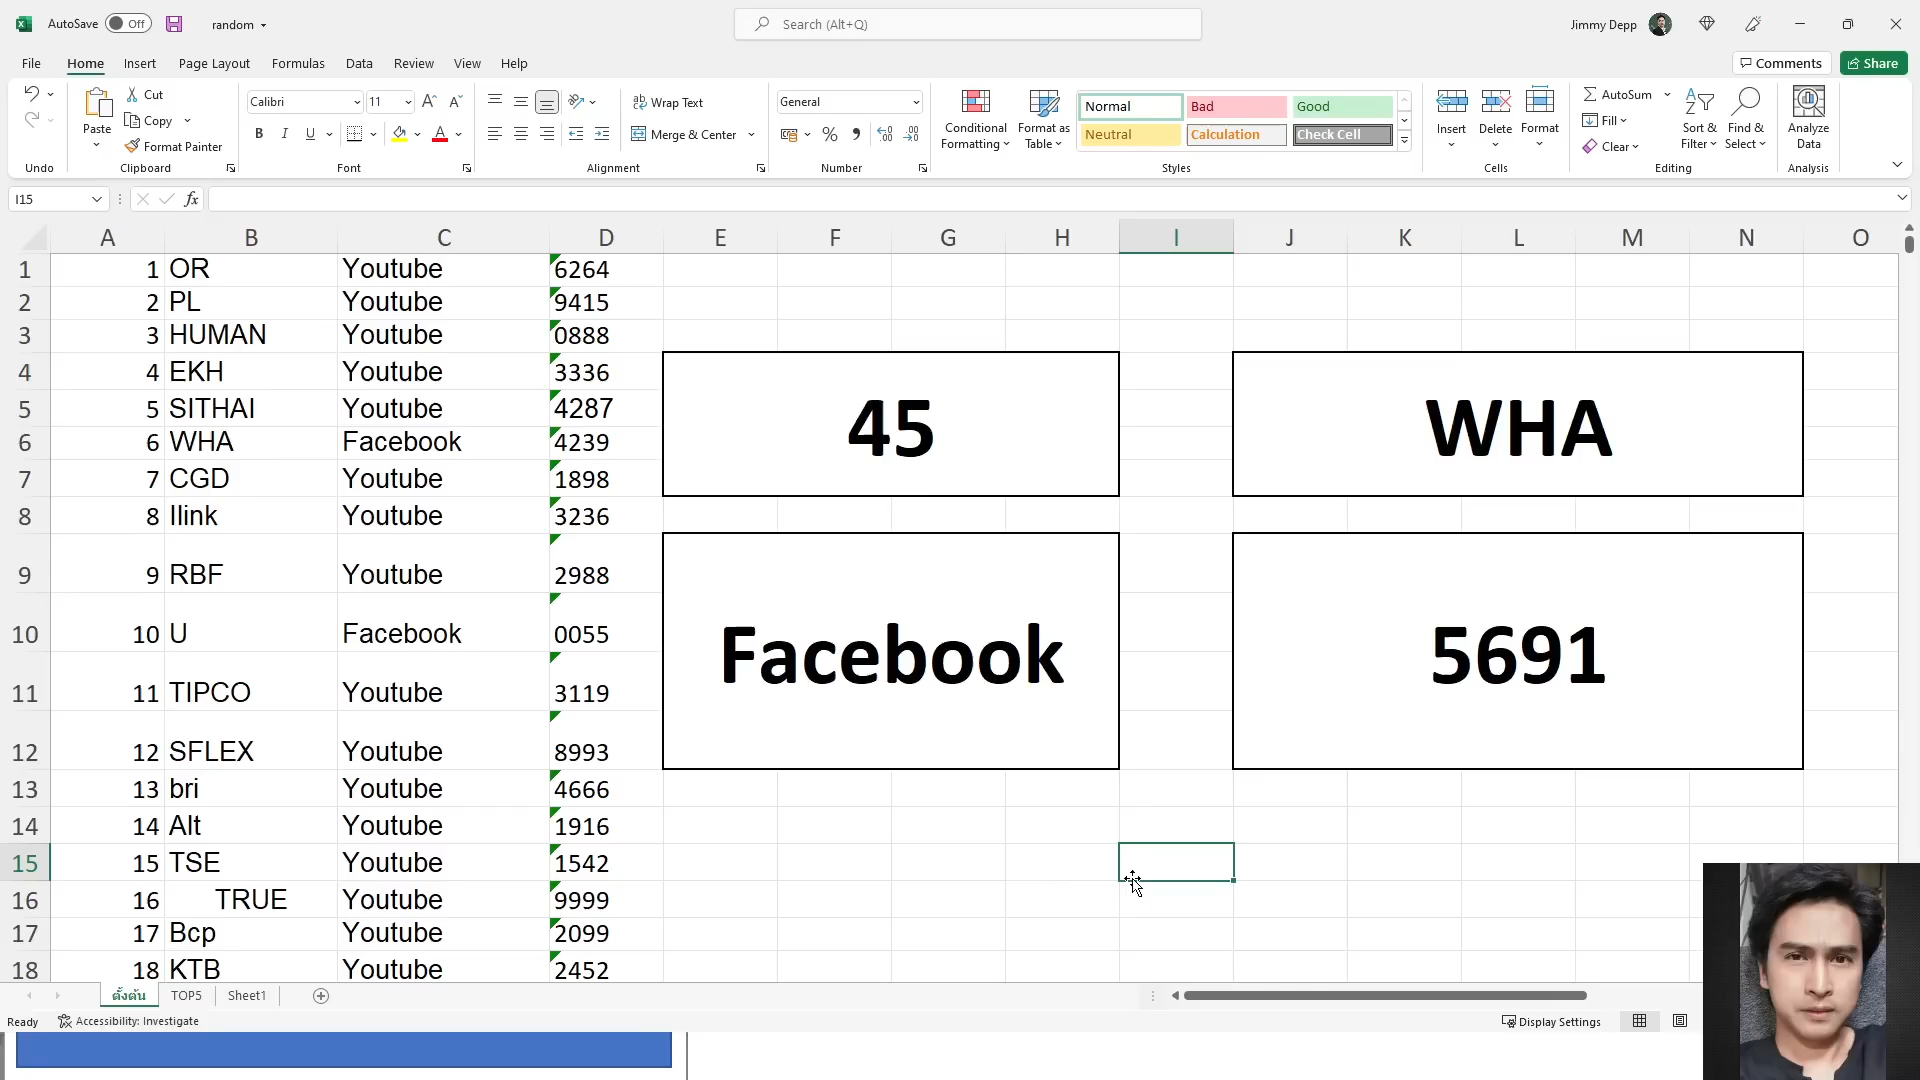 AutoSave Off random Search (Alt+Q) Jimmy Depp
File Home Insert Page Layout Formulas Data Review View Help Comments Share
Paste Cut Copy Format Painter
Calibri 11 B I U
Wrap Text Merge & Center
General % ,
Conditional Formatting Format as Table
Normal Bad Good
Neutral Calculation Check Cell
Insert Delete Format
AutoSum Fill Clear
Sort & Filter Find & Select
Analyze Data
Undo Clipboard Font Alignment Number Styles Cells Editing Analysis
I15 fx
A B C D E F G H I J K L M N O
1 1 OR Youtube 6264
2 2 PL Youtube 9415
3 3 HUMAN Youtube 0888
4 4 EKH Youtube 3336
5 5 SITHAI Youtube 4287
6 6 WHA Facebook 4239
7 7 CGD Youtube 1898
8 8 Ilink Youtube 3236
9 9 RBF Youtube 2988
10 10 U Facebook 0055
11 11 TIPCO Youtube 3119
12 12 SFLEX Youtube 8993
13 13 bri Youtube 4666
14 14 Alt Youtube 1916
15 15 TSE Youtube 1542
16 16 TRUE Youtube 9999
17 17 Bcp Youtube 2099
18 18 KTB Youtube 2452
45 WHA
Facebook 5691
ตั้งต้น TOP5 Sheet1
Ready Accessibility: Investigate Display Settings